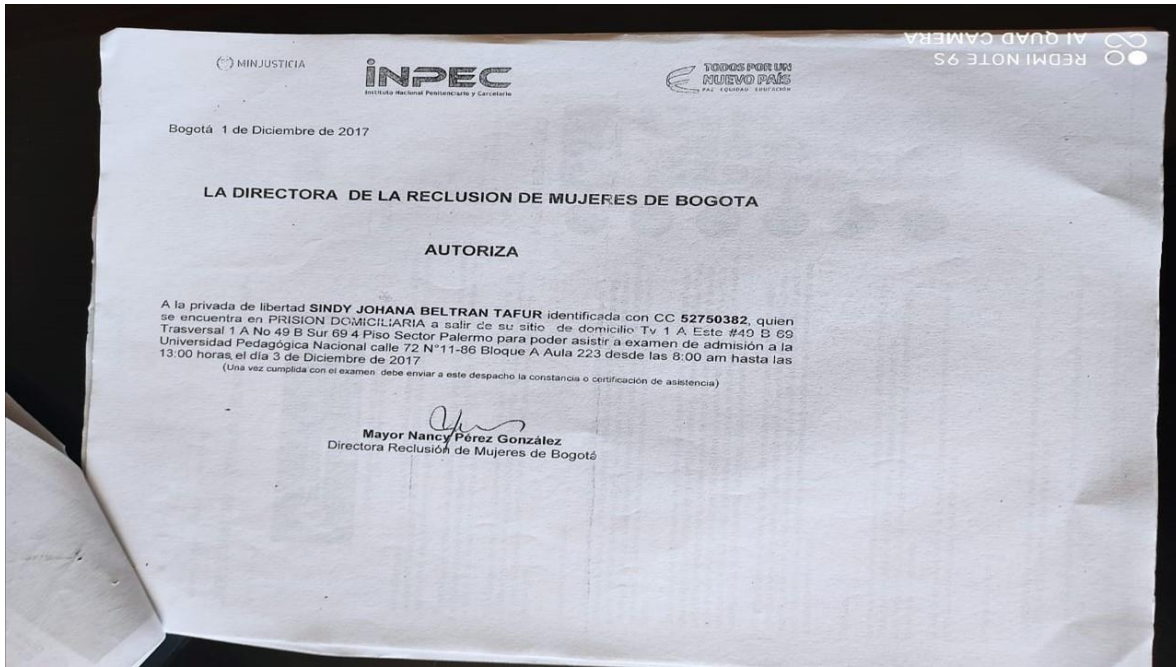 MINJUSTICIA
INPEC
Instituto Nacional Penitenciario y Carcelario
TODOS POR UN
NUEVO PAÍS
PAZ EQUIDAD EDUCACIÓN
REDMI NOTE 9S
AI QUAD CAMERA
Bogotá 1 de Diciembre de 2017
LA DIRECTORA DE LA RECLUSION DE MUJERES DE BOGOTA
AUTORIZA
A la privada de libertad SINDY JOHANA BELTRAN TAFUR identificada con CC 52750382, quien
se encuentra en PRISION DOMICILIARIA a salir de su sitio de domicilio Tv 1 A Este #49 B 69
Trasversal 1 A No 49 B Sur 69 4 Piso Sector Palermo para poder asistir a examen de admisión a la
Universidad Pedagógica Nacional calle 72 N°11-86 Bloque A Aula 223 desde las 8:00 am hasta las
13:00 horas, el día 3 de Diciembre de 2017
(Una vez cumplida con el examen debe enviar a este despacho la constancia o certificación de asistencia)
Mayor Nancy Pérez González
Directora Reclusión de Mujeres de Bogotá